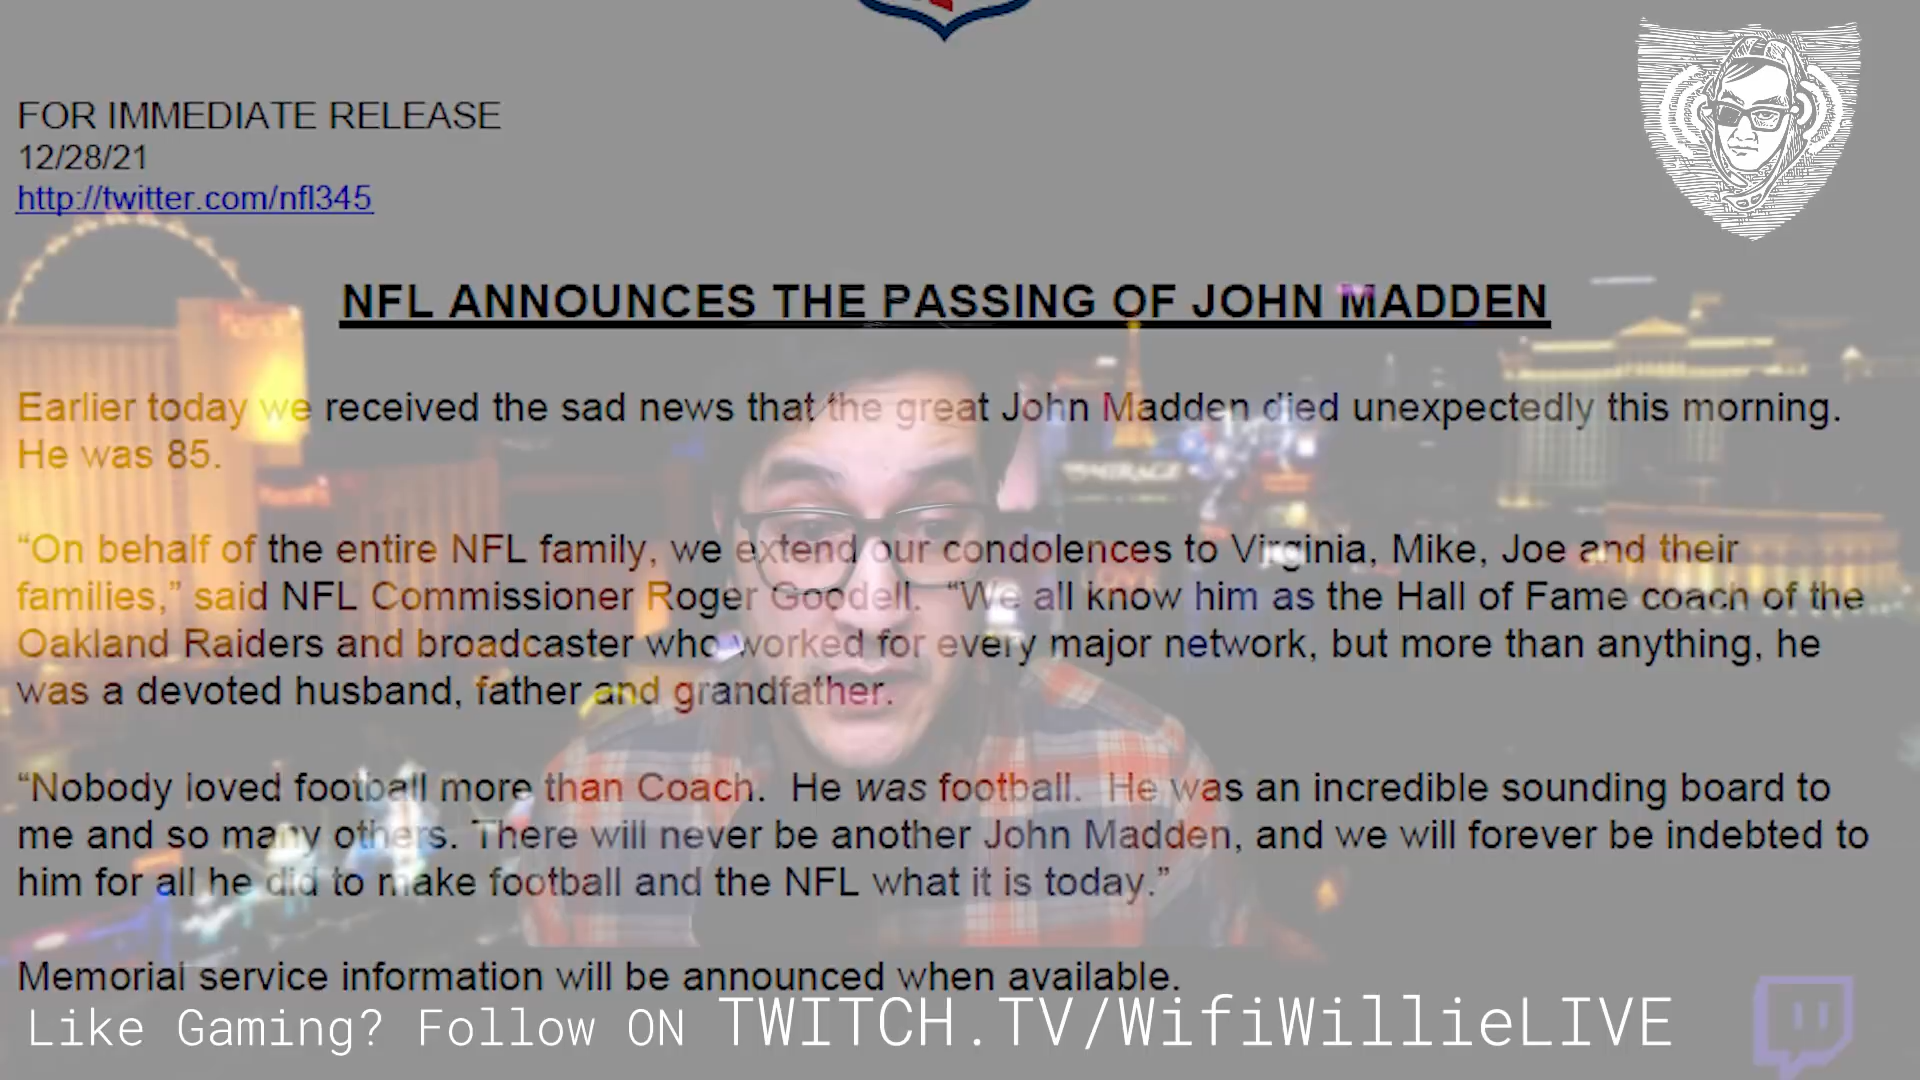 FOR IMMEDIATE RELEASE
12/28/21
http://twitter.com/nfl345
NFL ANNOUNCES THE PASSING OF JOHN MADDEN
Earlier today we received the sad news that the great John Madden died unexpectedly this morning.
He was 85.
MIRAGE
“On behalf of the entire NFL family, we extend our condolences to Virginia, Mike, Joe and their
families,” said NFL Commissioner Roger Goodell. “We all know him as the Hall of Fame coach of the
Oakland Raiders and broadcaster who worked for every major network, but more than anything, he
was a devoted husband, father and grandfather.
“Nobody loved football more than Coach. He was football. He was an incredible sounding board to
me and so many others. There will never be another John Madden, and we will forever be indebted to
him for all he did to make football and the NFL what it is today.”
Memorial service information will be announced when available.
Like Gaming? Follow ON TWITCH.TV/WifiWillieLIVE